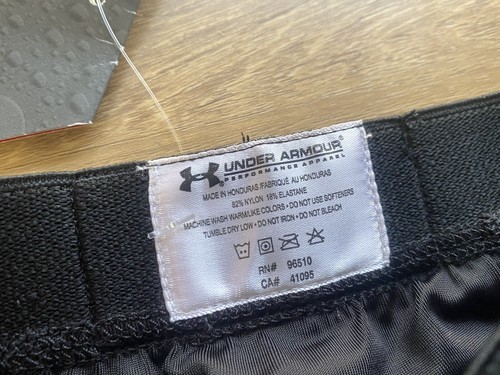 UNDER ARMOUR®
PERFORMANCE APPAREL
MADE IN HONDURAS/FABRIQUÉ AU HONDURAS
82% NYLON 18% ELASTANE
MACHINE WASH WARM/LIKE COLORS • DO NOT USE SOFTENERS
TUMBLE DRY LOW • DO NOT IRON • DO NOT BLEACH
RN# 96510
CA# 41095